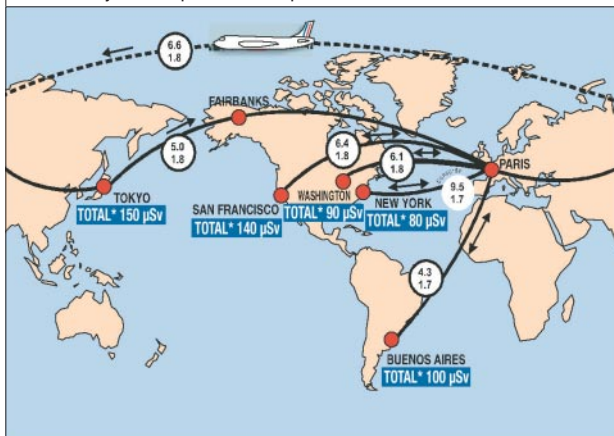 6.6
1.8
FAIRBANKS
5.0
1.8
6.4
1.8
6.1
1.8
PARIS
9.5
1.7
TOKYO
TOTAL* 150 µSv
SAN FRANCISCO
TOTAL* 140 µSv
WASHINGTON
TOTAL* 90 µSv
NEW YORK
TOTAL* 80 µSv
4.3
1.7
BUENOS AIRES
TOTAL* 100 µSv